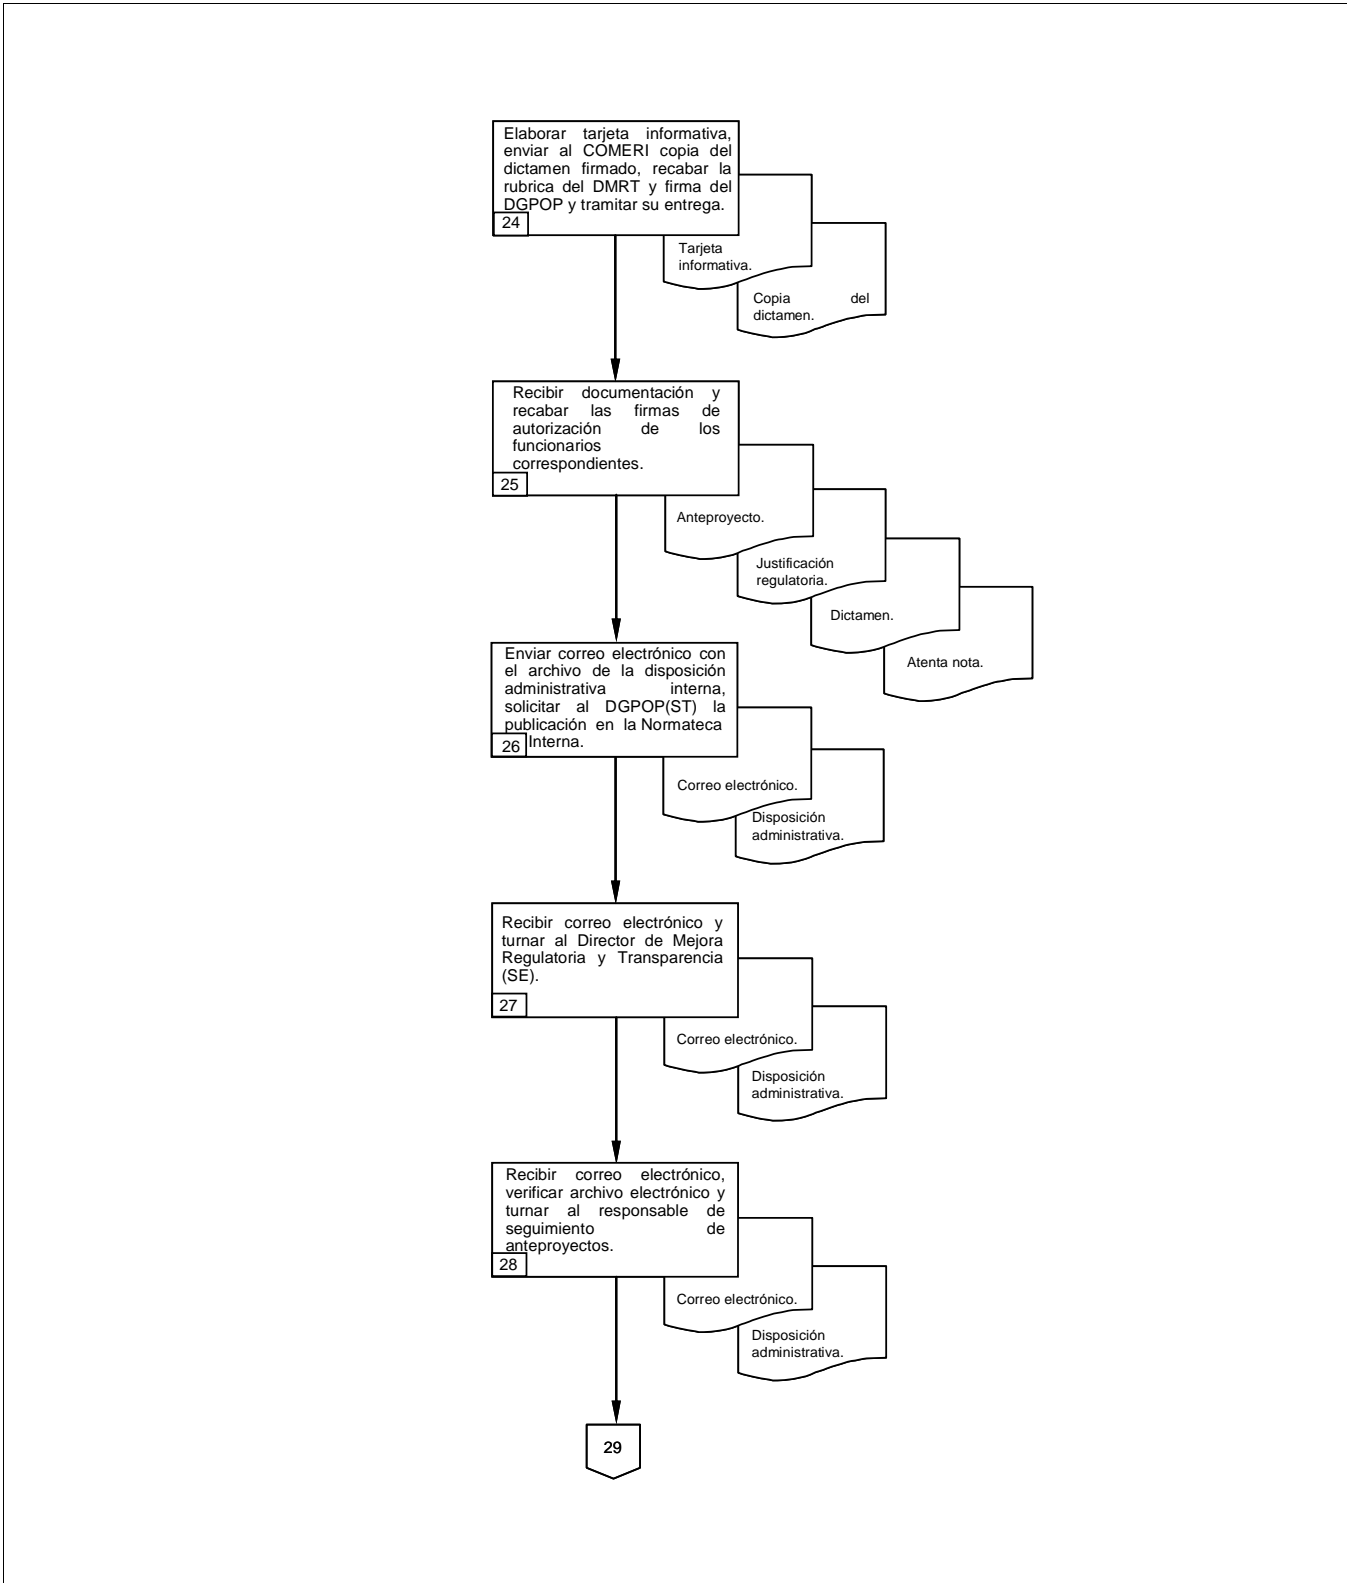 Elaborar tarjeta informativa,
enviar al COMERI copia del
dictamen firmado, recabar la
rubrica del DMRT y firma del
DGPOP y tramitar su entrega.
24
Tarjeta
informativa.
Copia del
dictamen.
Recibir documentación y
recabar las firmas de
autorización de los
funcionarios
correspondientes.
25
Anteproyecto.
Justificación
regulatoria.
Dictamen.
Atenta nota.
Enviar correo electrónico con
el archivo de la disposición
administrativa interna,
solicitar al DGPOP(ST) la
publicación en la Normateca
Interna.
26
Correo electrónico.
Disposición
administrativa.
Recibir correo electrónico y
turnar al Director de Mejora
Regulatoria y Transparencia
(SE).
27
Correo electrónico.
Disposición
administrativa.
Recibir correo electrónico,
verificar archivo electrónico y
turnar al responsable de
seguimiento de
anteproyectos.
28
Correo electrónico.
Disposición
administrativa.
29